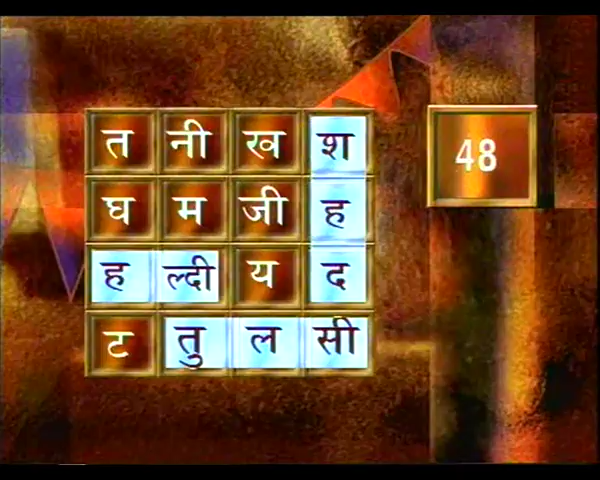 त नी ख श
48
घ म जी ह
ह ल्दी य द
ट तु ल सी